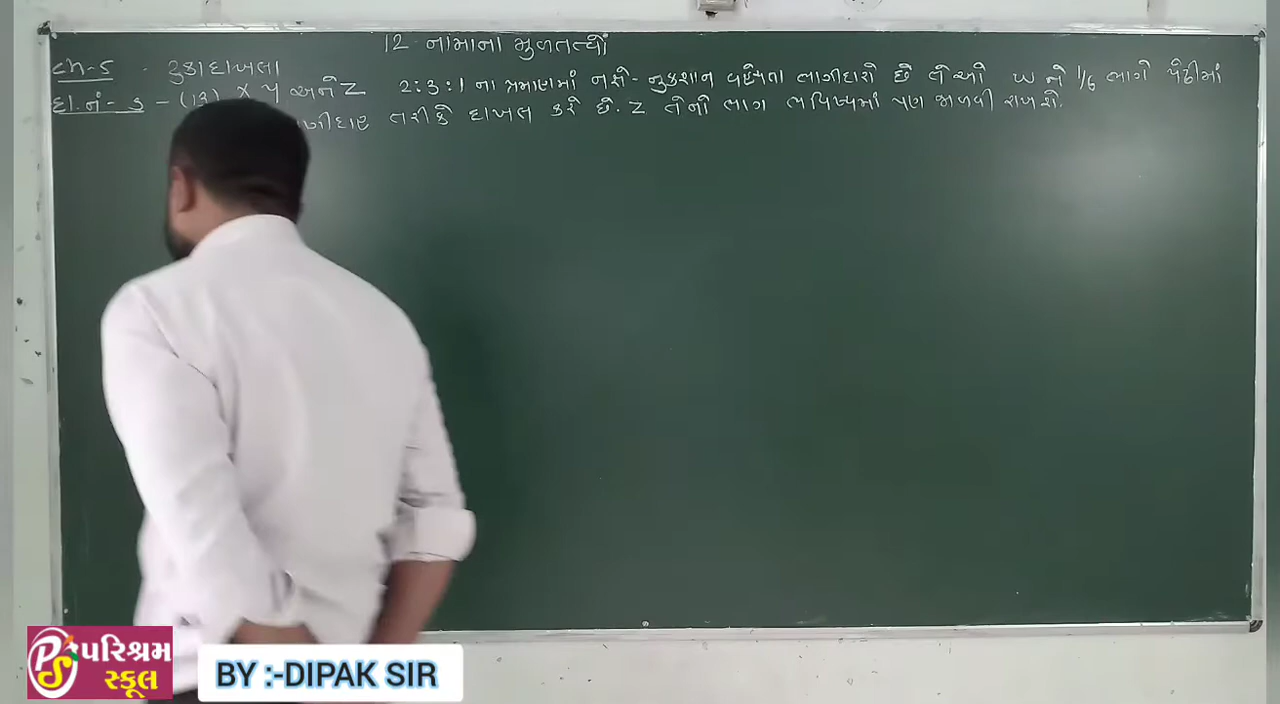 12 નામાના મુળતત્વો
ch-5 - ટુકા દાખલા
દા.નં- 3 - (13) X Y અને Z 2:3:1 ના પ્રમાણમાં નફો-નુકશાન વહેંચતા ભાગીદારો છે તેઓ W ને 1/6 ભાગે પેઢીમાં
તરીકે દાખલ કરે છે. Z તેનો ભાગ ભવિષ્યમાં પણ જાળવી રાખશે.
પરિશ્રમ
સ્કૂલ
BY :-DIPAK SIR